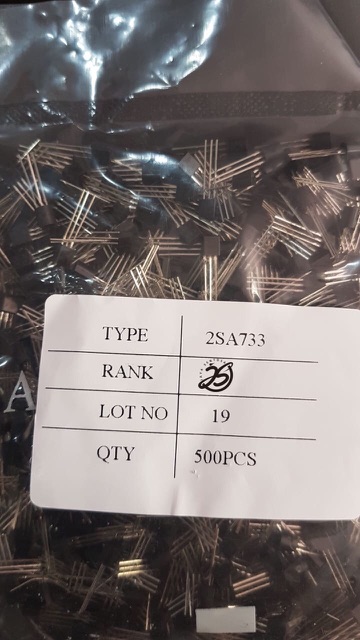 TYPE 2SA733
RANK
LOT NO 19
QTY 500PCS
A